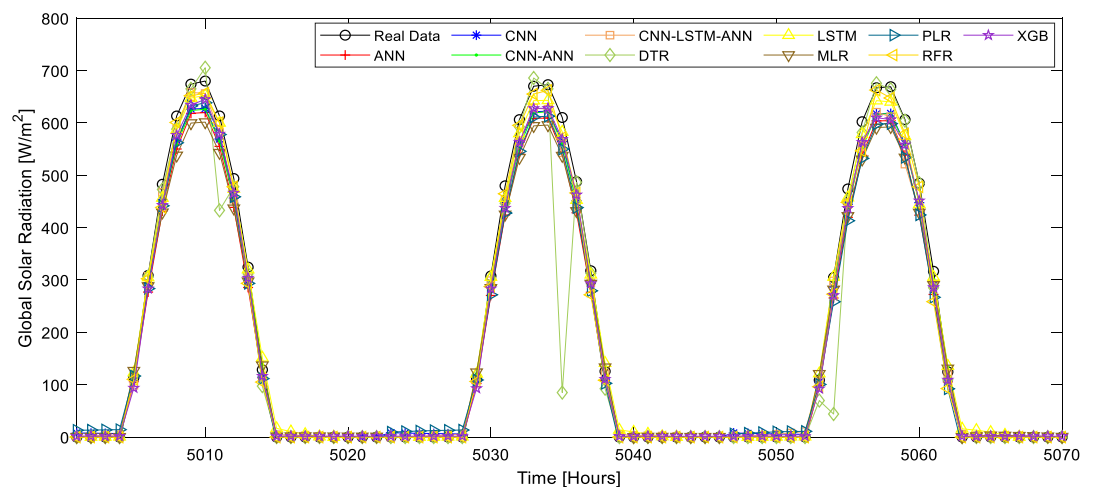 800
700
600
500
400
300
200
100
0
Global Solar Radiation [W/m²]
Real Data CNN CNN-LSTM-ANN LSTM PLR XGB
ANN CNN-ANN DTR MLR RFR
5010 5020 5030 5040 5050 5060 5070
Time [Hours]